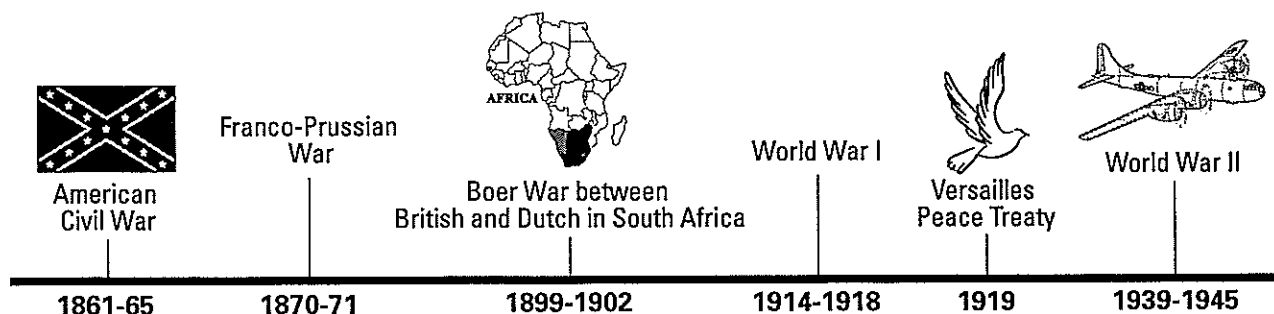 AFRICA
American
Civil War
Franco-Prussian
War
Boer War between
British and Dutch in South Africa
World War I
Versailles
Peace Treaty
World War II
1861-65
1870-71
1899-1902
1914-1918
1919
1939-1945